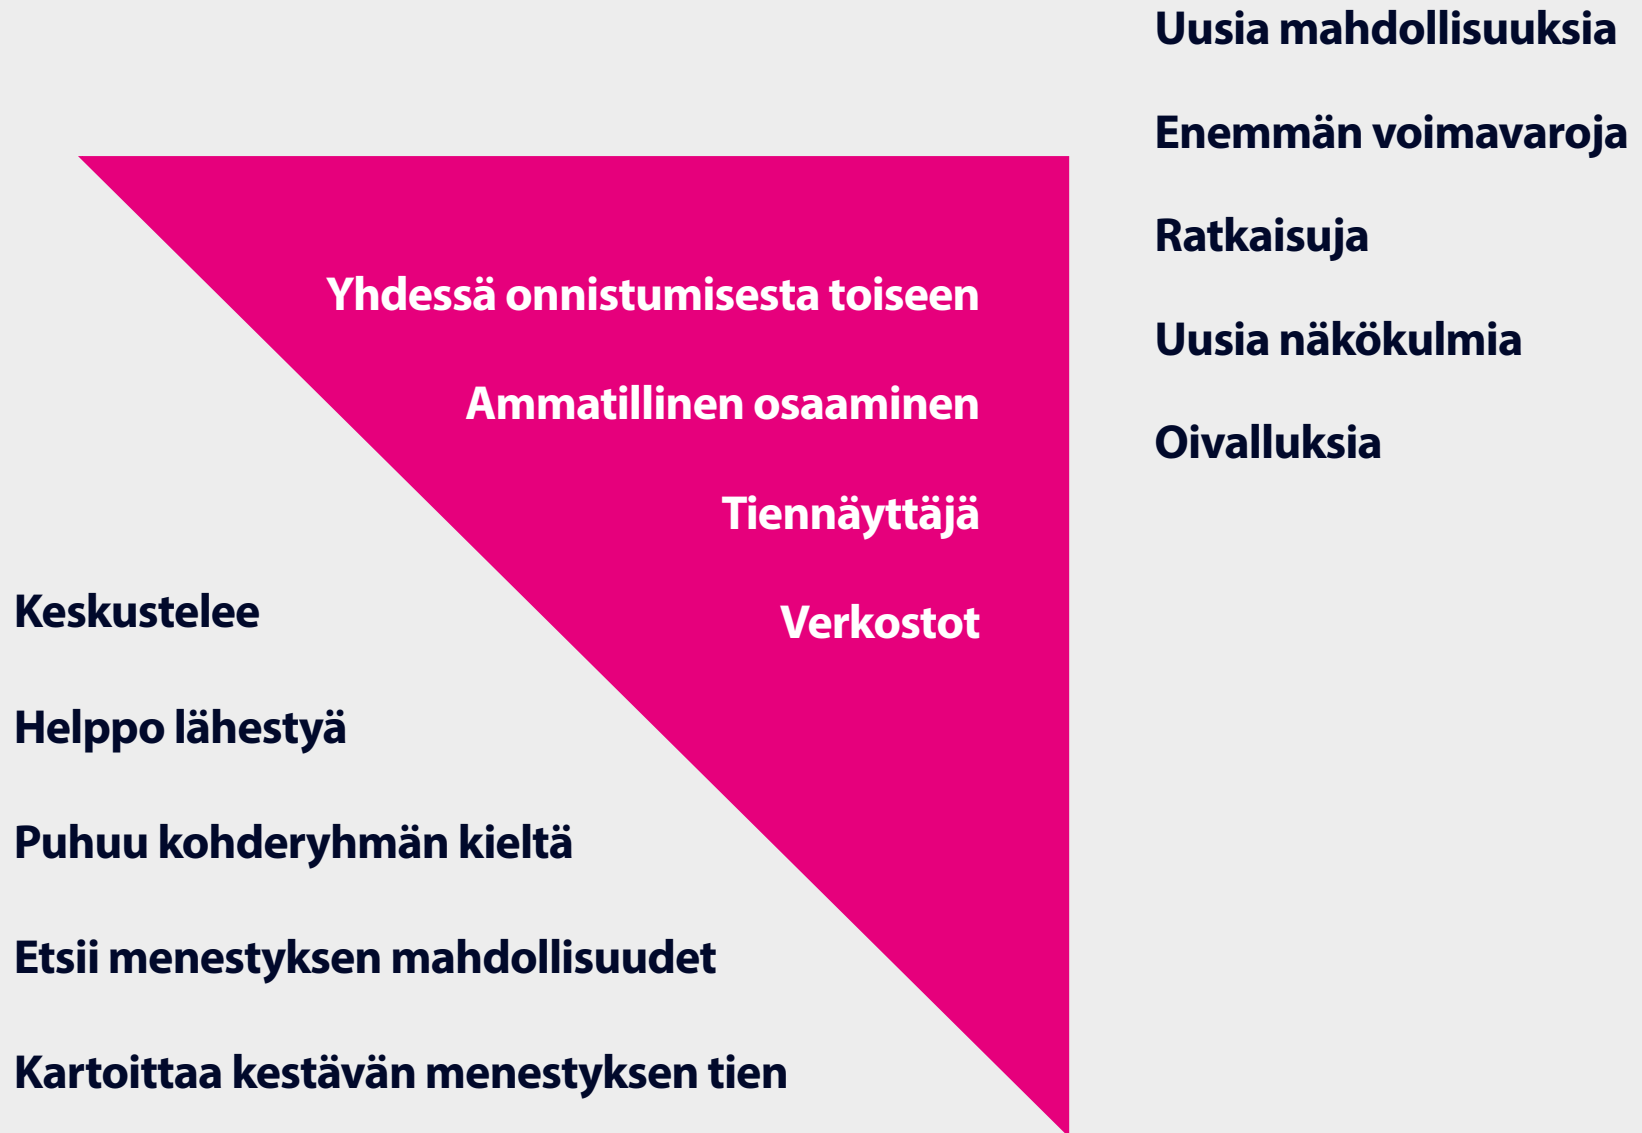 Uusia mahdollisuuksia
Enemmän voimavaroja
Ratkaisuja
Uusia näkökulmia
Oivalluksia
Yhdessä onnistumisesta toiseen
Ammatillinen osaaminen
Tiennäyttäjä
Verkostot
Keskustelee
Helppo lähestyä
Puhuu kohderyhmän kieltä
Etsii menestyksen mahdollisuudet
Kartoittaa kestävän menestyksen tien